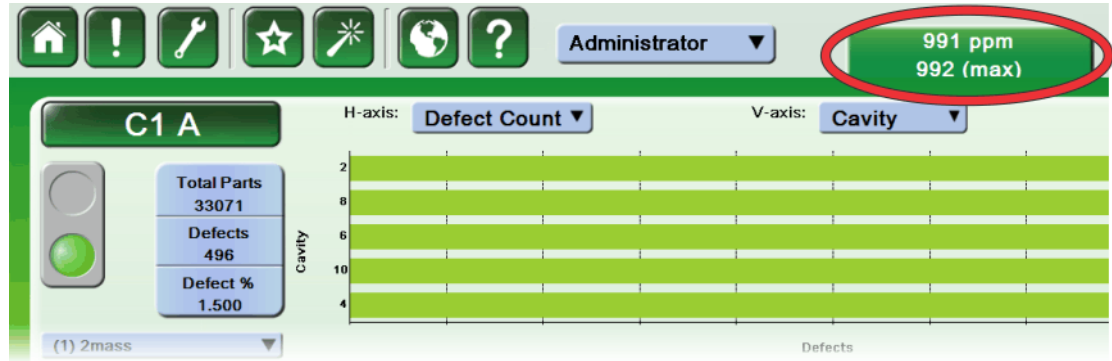 Administrator ▼
991 ppm
992 (max)
C1 A
H-axis: Defect Count ▼
V-axis: Cavity ▼
Total Parts
33071
Defects
496
Defect %
1.500
Cavity
2
8
6
10
4
(1) 2mass ▼
Defects